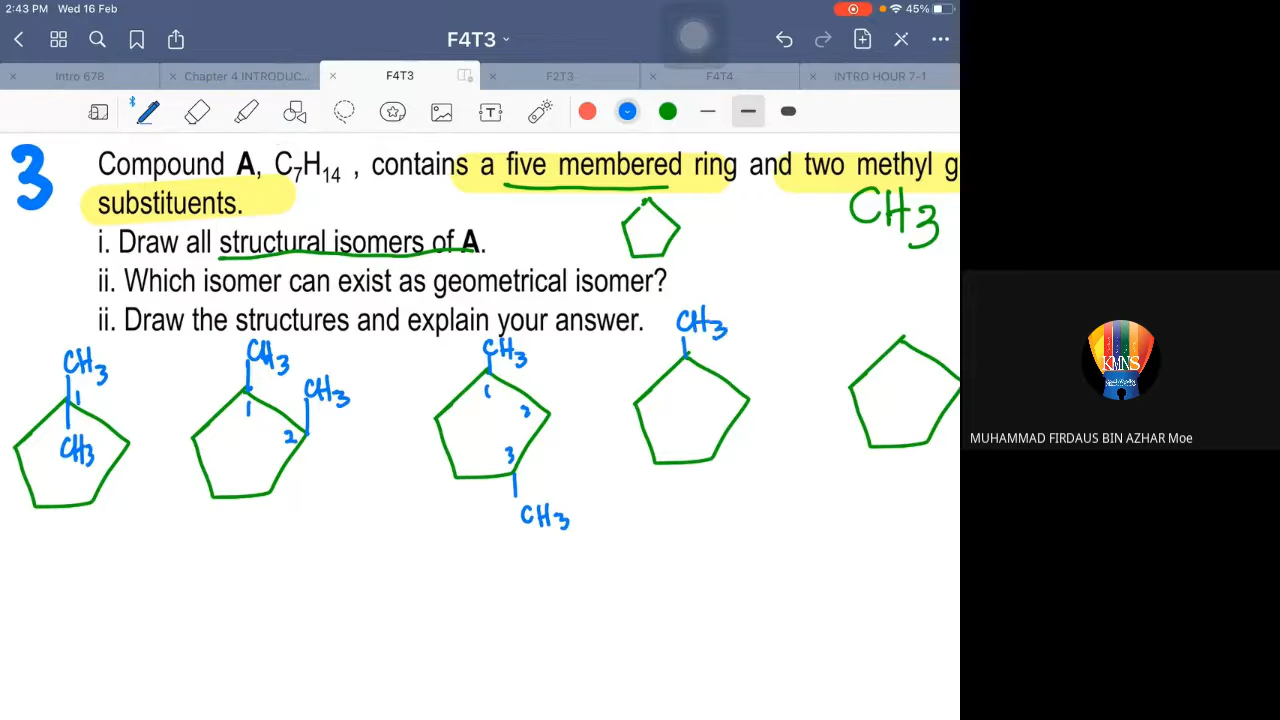 2:43 PM Wed 16 Feb
45%
F4T3
Intro 678
Chapter 4 INTRODUC...
F4T3
F2T3
F4T4
INTRO HOUR 7-1
3
Compound A, C₇H₁₄ , contains a five membered ring and two methyl g
substituents.
CH₃
i. Draw all structural isomers of A.
ii. Which isomer can exist as geometrical isomer?
ii. Draw the structures and explain your answer.
CH₃ 1 CH₃
CH₃ 1 CH₃ 2
CH₃ 1 2 3 CH₃
CH₃
KMNS
MUHAMMAD FIRDAUS BIN AZHAR Moe